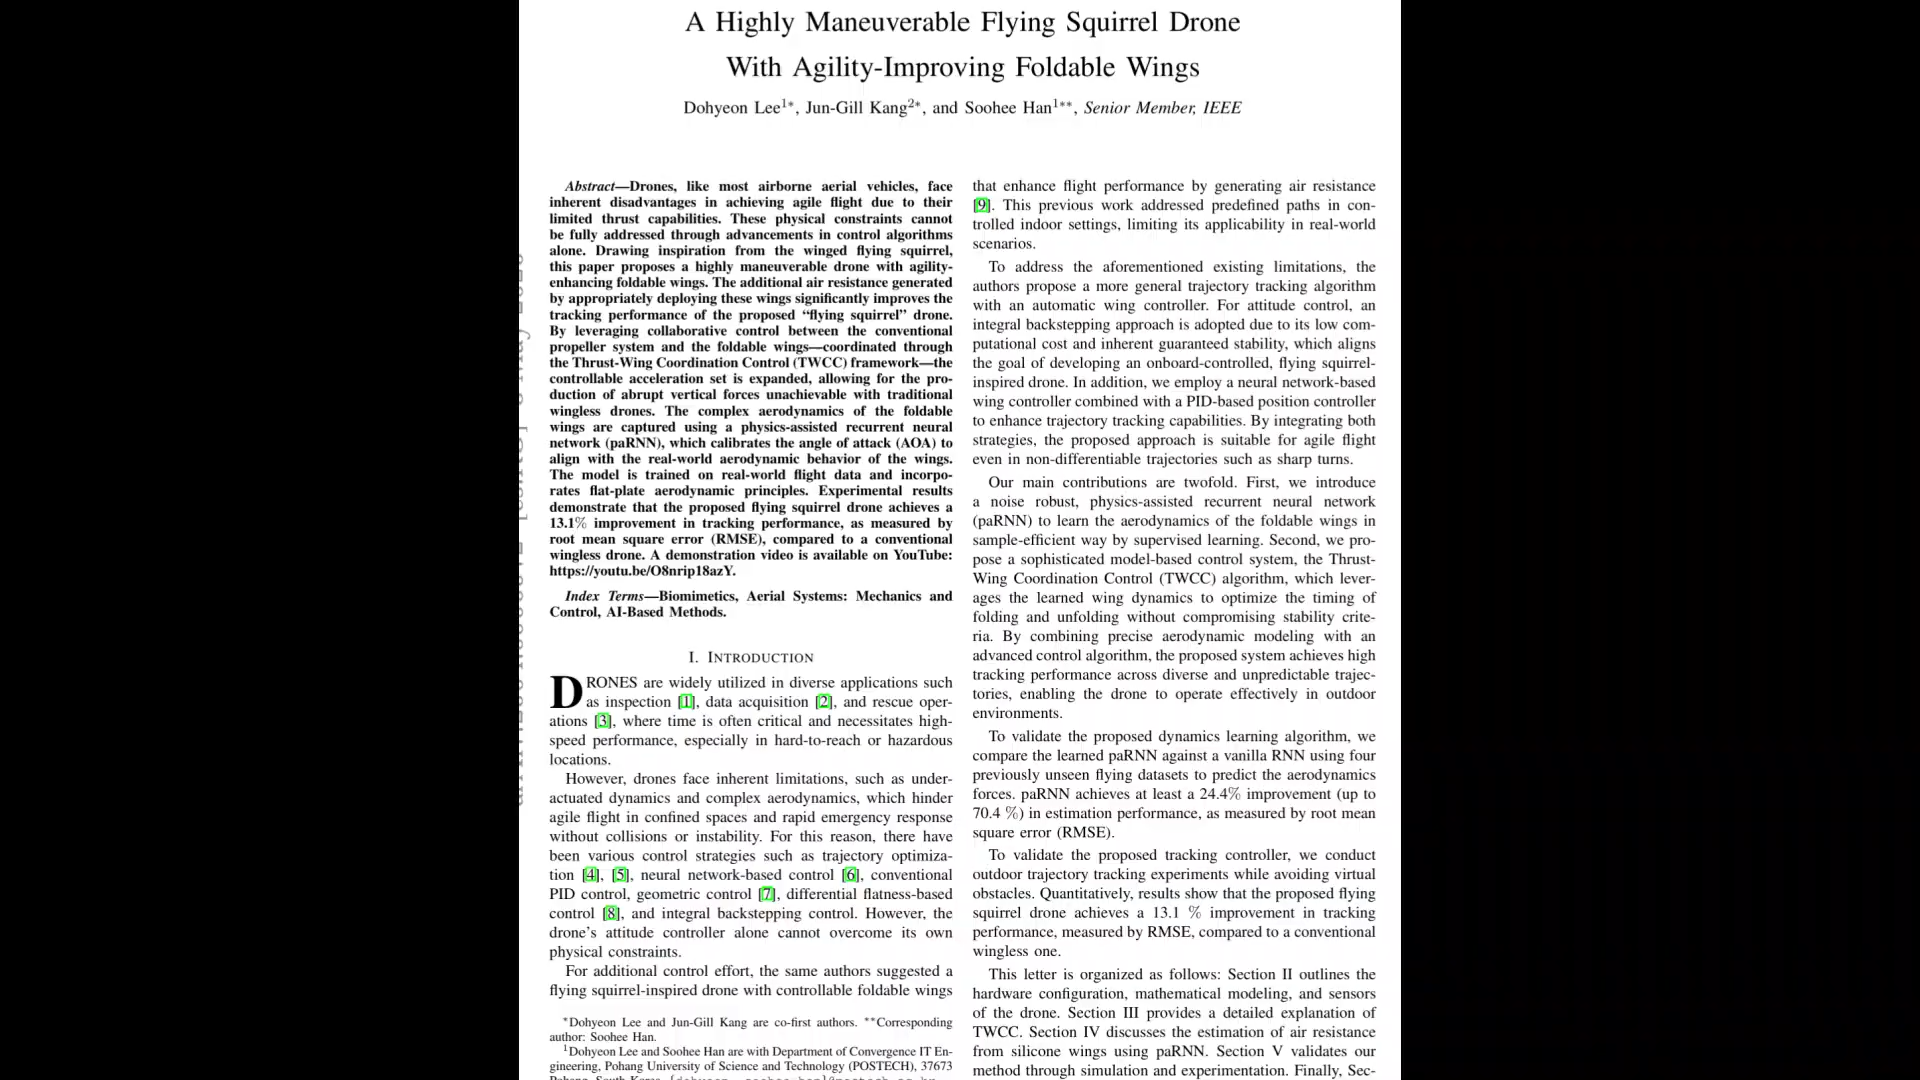 A Highly Maneuverable Flying Squirrel Drone
With Agility-Improving Foldable Wings
Dohyeon Lee1*, Jun-Gill Kang2*, and Soohee Han1**, Senior Member, IEEE
Abstract—Drones, like most airborne aerial vehicles, face
inherent disadvantages in achieving agile flight due to their
limited thrust capabilities. These physical constraints cannot
be fully addressed through advancements in control algorithms
alone. Drawing inspiration from the winged flying squirrel,
this paper proposes a highly maneuverable drone with agility-
enhancing foldable wings. The additional air resistance generated
by appropriately deploying these wings significantly improves the
tracking performance of the proposed “flying squirrel” drone.
By leveraging collaborative control between the conventional
propeller system and the foldable wings—coordinated through
the Thrust-Wing Coordination Control (TWCC) framework—the
controllable acceleration set is expanded, allowing for the pro-
duction of abrupt vertical forces unachievable with traditional
wingless drones. The complex aerodynamics of the foldable
wings are captured using a physics-assisted recurrent neural
network (paRNN), which calibrates the angle of attack (AOA) to
align with the real-world aerodynamic behavior of the wings.
The model is trained on real-world flight data and incorpo-
rates flat-plate aerodynamic principles. Experimental results
demonstrate that the proposed flying squirrel drone achieves a
13.1% improvement in tracking performance, as measured by
root mean square error (RMSE), compared to a conventional
wingless drone. A demonstration video is available on YouTube:
https://youtu.be/O8nrip18azY.
Index Terms—Biomimetics, Aerial Systems: Mechanics and
Control, AI-Based Methods.
I. INTRODUCTION
DRONES are widely utilized in diverse applications such
as inspection [1], data acquisition [2], and rescue oper-
ations [3], where time is often critical and necessitates high-
speed performance, especially in hard-to-reach or hazardous
locations.
However, drones face inherent limitations, such as under-
actuated dynamics and complex aerodynamics, which hinder
agile flight in confined spaces and rapid emergency response
without collisions or instability. For this reason, there have
been various control strategies such as trajectory optimiza-
tion [4], [5], neural network-based control [6], conventional
PID control, geometric control [7], differential flatness-based
control [8], and integral backstepping control. However, the
drone’s attitude controller alone cannot overcome its own
physical constraints.
For additional control effort, the same authors suggested a
flying squirrel-inspired drone with controllable foldable wings
*Dohyeon Lee and Jun-Gill Kang are co-first authors. **Corresponding
author: Soohee Han.
1Dohyeon Lee and Soohee Han are with Department of Convergence IT En-
gineering, Pohang University of Science and Technology (POSTECH), 37673
that enhance flight performance by generating air resistance
[9]. This previous work addressed predefined paths in con-
trolled indoor settings, limiting its applicability in real-world
scenarios.
To address the aforementioned existing limitations, the
authors propose a more general trajectory tracking algorithm
with an automatic wing controller. For attitude control, an
integral backstepping approach is adopted due to its low com-
putational cost and inherent guaranteed stability, which aligns
the goal of developing an onboard-controlled, flying squirrel-
inspired drone. In addition, we employ a neural network-based
wing controller combined with a PID-based position controller
to enhance trajectory tracking capabilities. By integrating both
strategies, the proposed approach is suitable for agile flight
even in non-differentiable trajectories such as sharp turns.
Our main contributions are twofold. First, we introduce
a noise robust, physics-assisted recurrent neural network
(paRNN) to learn the aerodynamics of the foldable wings in
sample-efficient way by supervised learning. Second, we pro-
pose a sophisticated model-based control system, the Thrust-
Wing Coordination Control (TWCC) algorithm, which lever-
ages the learned wing dynamics to optimize the timing of
folding and unfolding without compromising stability crite-
ria. By combining precise aerodynamic modeling with an
advanced control algorithm, the proposed system achieves high
tracking performance across diverse and unpredictable trajec-
tories, enabling the drone to operate effectively in outdoor
environments.
To validate the proposed dynamics learning algorithm, we
compare the learned paRNN against a vanilla RNN using four
previously unseen flying datasets to predict the aerodynamics
forces. paRNN achieves at least a 24.4% improvement (up to
70.4 %) in estimation performance, as measured by root mean
square error (RMSE).
To validate the proposed tracking controller, we conduct
outdoor trajectory tracking experiments while avoiding virtual
obstacles. Quantitatively, results show that the proposed flying
squirrel drone achieves a 13.1 % improvement in tracking
performance, measured by RMSE, compared to a conventional
wingless one.
This letter is organized as follows: Section II outlines the
hardware configuration, mathematical modeling, and sensors
of the drone. Section III provides a detailed explanation of
TWCC. Section IV discusses the estimation of air resistance
from silicone wings using paRNN. Section V validates our
method through simulation and experimentation. Finally, Sec-